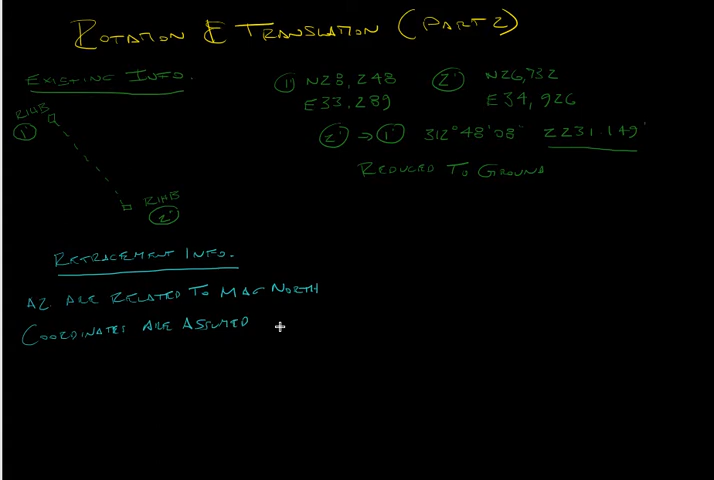 ROTATION & TRANSLATION (PART 2)
EXISTING INFO.
1 N28,248
E33,289
2 N26,732
E34,926
2 → 1 312°48'08" 2231.149'
REDUCED TO GROUND
RIHB
1
RIHB
2
RETRACEMENT INFO.
AZ. ARE RELATED TO MAG NORTH
COORDINATES ARE ASSUMED